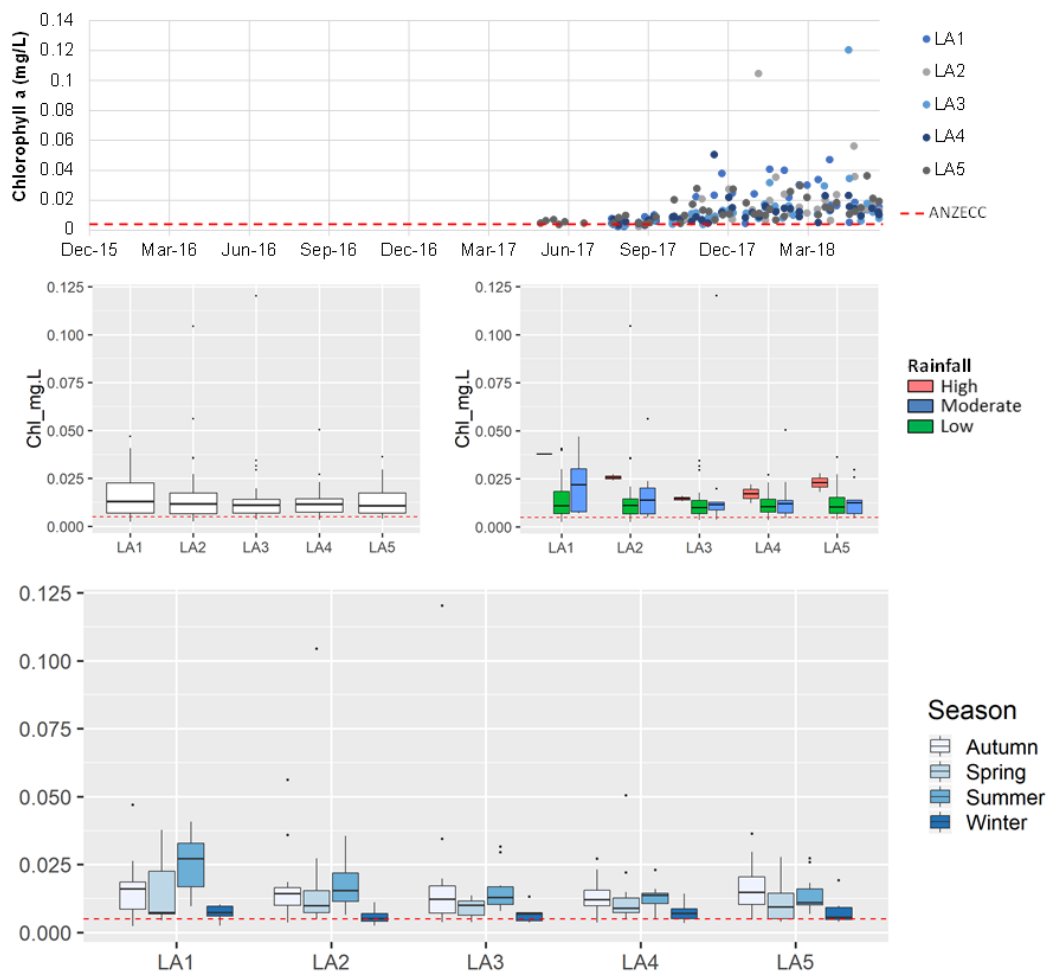 Chlorophyll a (mg/L)
0.14
0.12
0.1
0.08
0.06
0.04
0.02
0
Dec-15 Mar-16 Jun-16 Sep-16 Dec-16 Mar-17 Jun-17 Sep-17 Dec-17 Mar-18
LA1
LA2
LA3
LA4
LA5
ANZECC
Chl_mg.L
0.125
0.100
0.075
0.050
0.025
0.000
LA1 LA2 LA3 LA4 LA5
Chl_mg.L
0.125
0.100
0.075
0.050
0.025
0.000
LA1 LA2 LA3 LA4 LA5
Rainfall
High
Moderate
Low
0.125
0.100
0.075
0.050
0.025
0.000
LA1 LA2 LA3 LA4 LA5
Season
Autumn
Spring
Summer
Winter